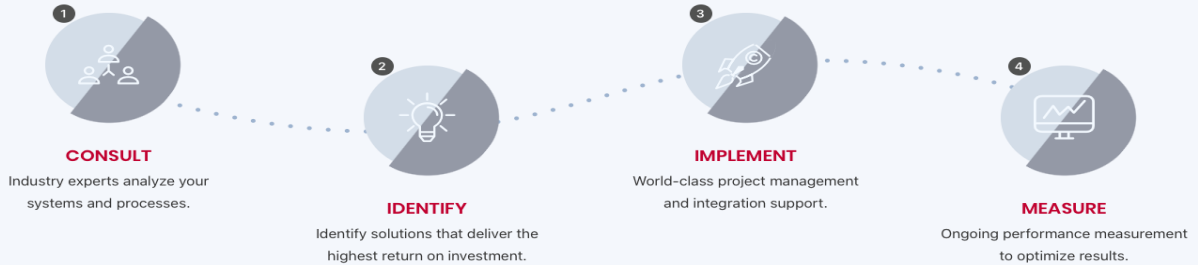 1
CONSULT
Industry experts analyze your
systems and processes.
2
IDENTIFY
Identify solutions that deliver the
highest return on investment.
3
IMPLEMENT
World-class project management
and integration support.
4
MEASURE
Ongoing performance measurement
to optimize results.